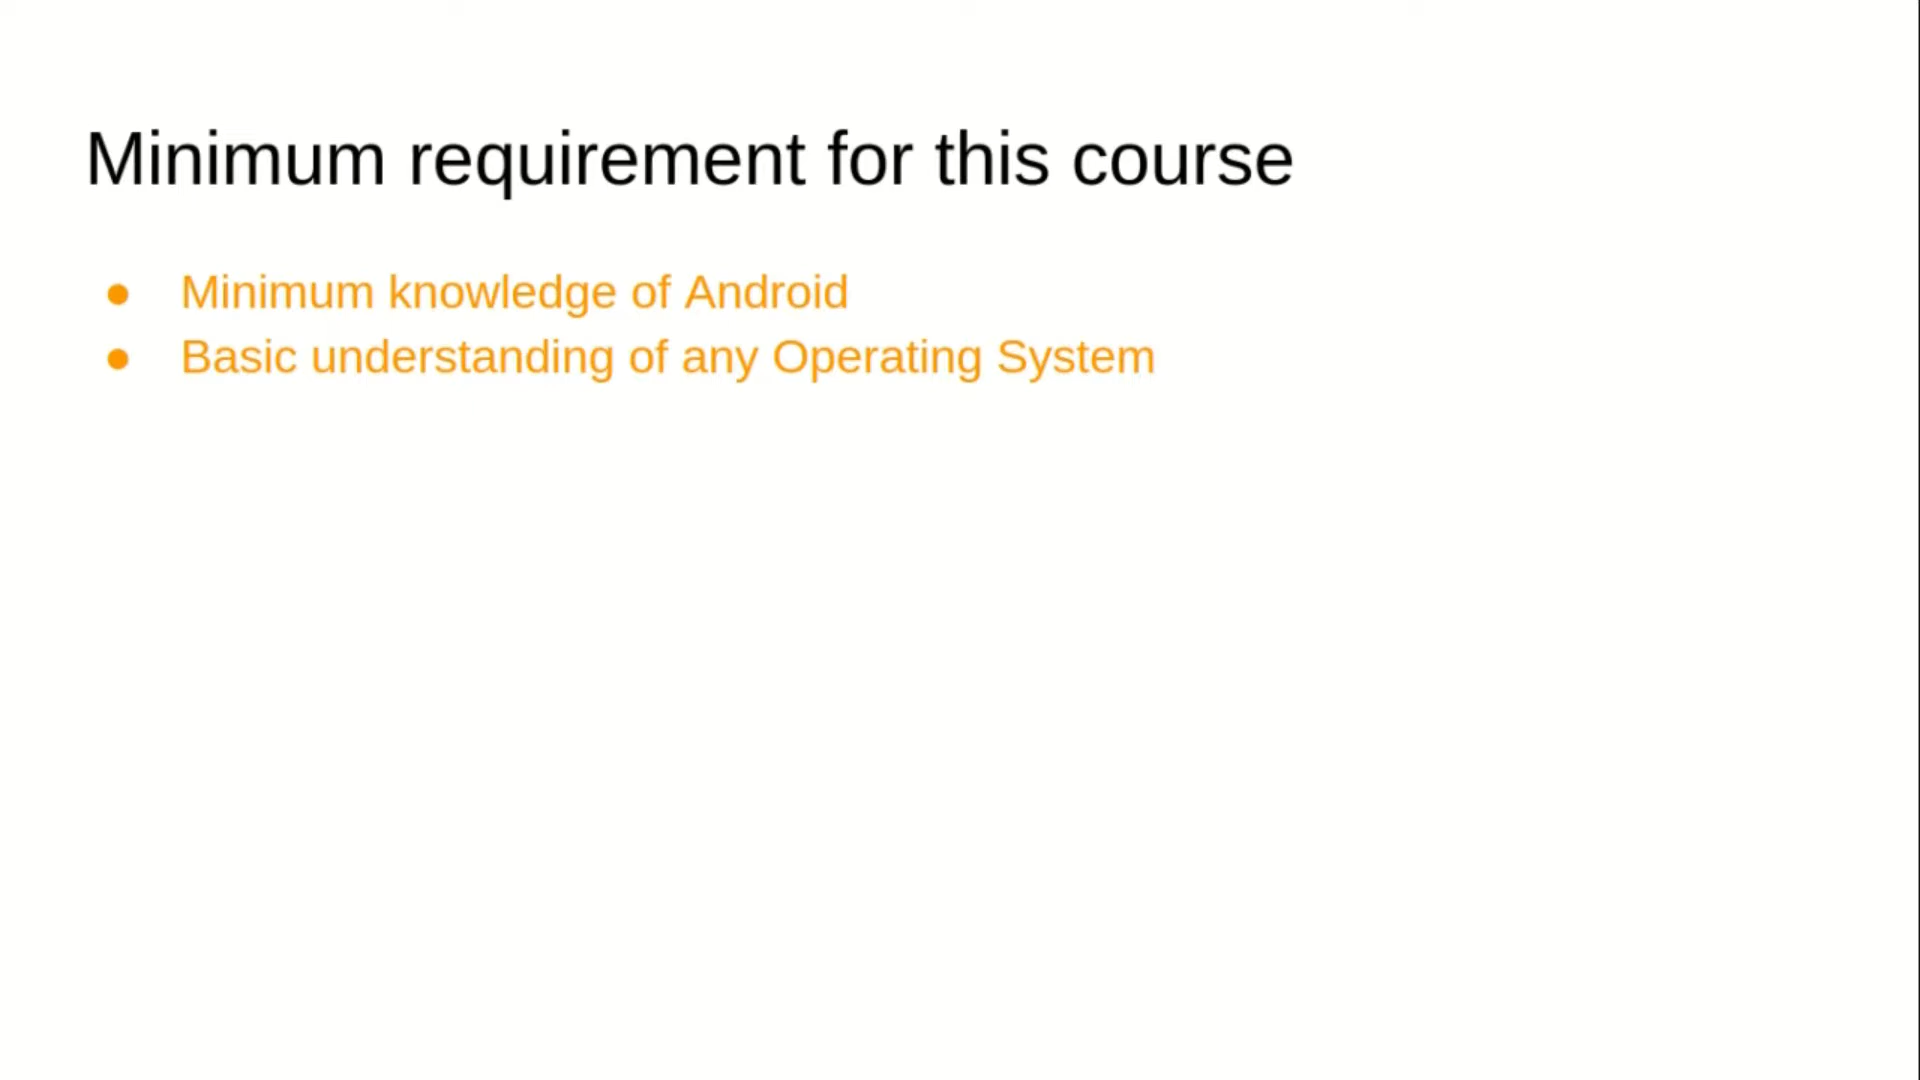 Minimum requirement for this course
● Minimum knowledge of Android
● Basic understanding of any Operating System